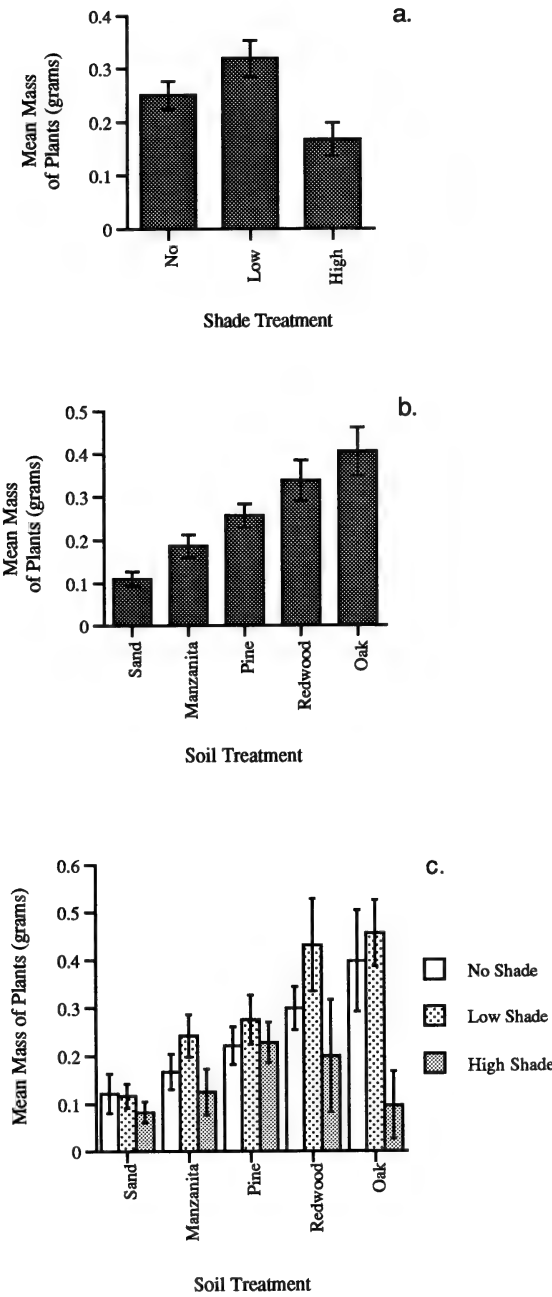 a.
Mean Mass
of Plants (grams)
0.4
0.3
0.2
0.1
0
No
Low
High
Shade Treatment
b.
Mean Mass
of Plants (grams)
0.5
0.4
0.3
0.2
0.1
0
Sand
Manzanita
Pine
Redwood
Oak
Soil Treatment
c.
Mean Mass of Plants (grams)
0.6
0.5
0.4
0.3
0.2
0.1
0
No Shade
Low Shade
High Shade
Sand
Manzanita
Pine
Redwood
Oak
Soil Treatment